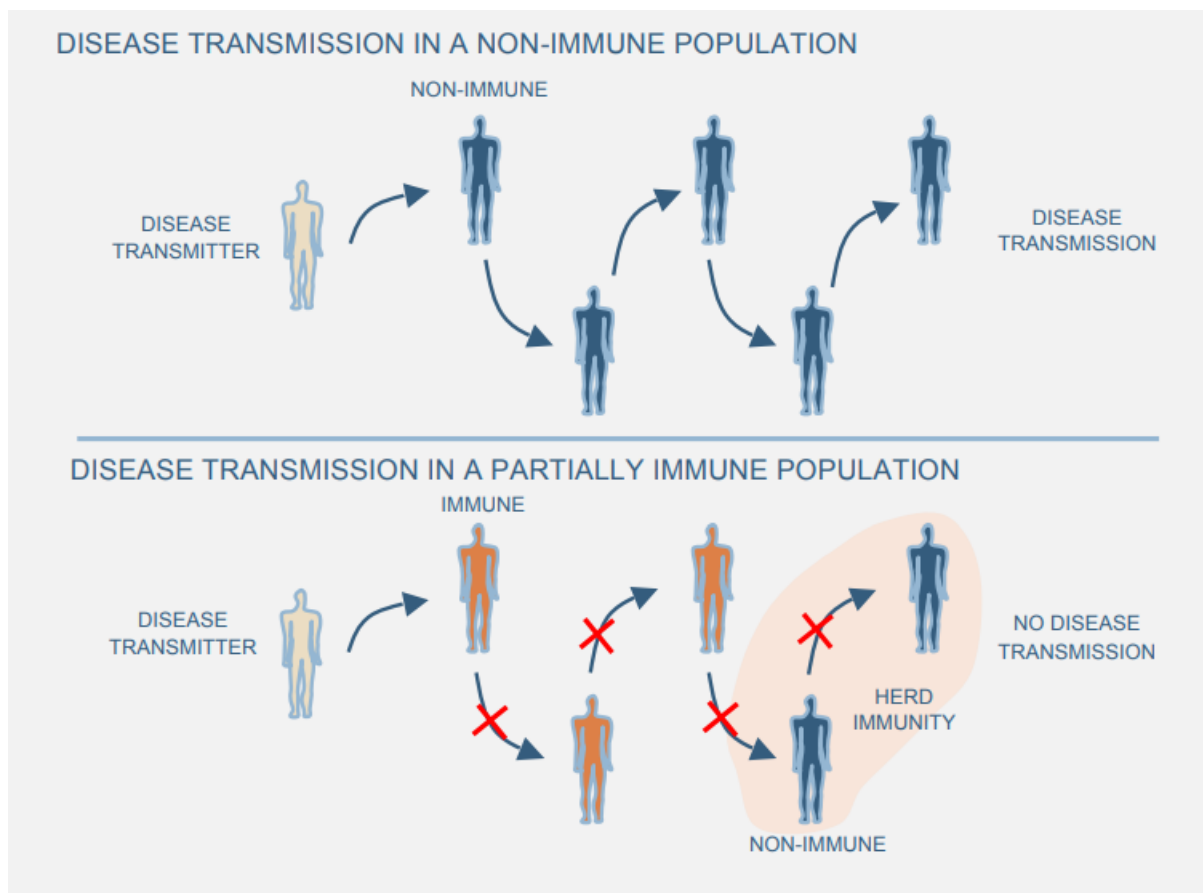 DISEASE TRANSMISSION IN A NON-IMMUNE POPULATION
NON-IMMUNE
DISEASE
TRANSMITTER
DISEASE
TRANSMISSION
DISEASE TRANSMISSION IN A PARTIALLY IMMUNE POPULATION
IMMUNE
DISEASE
TRANSMITTER
NO DISEASE
TRANSMISSION
HERD
IMMUNITY
NON-IMMUNE